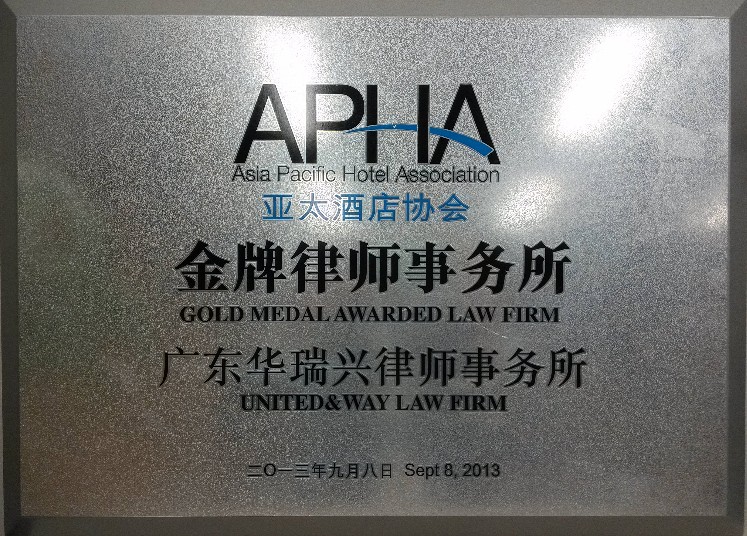 APHA
Asia Pacific Hotel Association
亚太酒店协会
金牌律师事务所
GOLD MEDAL AWARDED LAW FIRM
广东华瑞兴律师事务所
UNITED&WAY LAW FIRM
二〇一三年九月八日 Sept 8, 2013